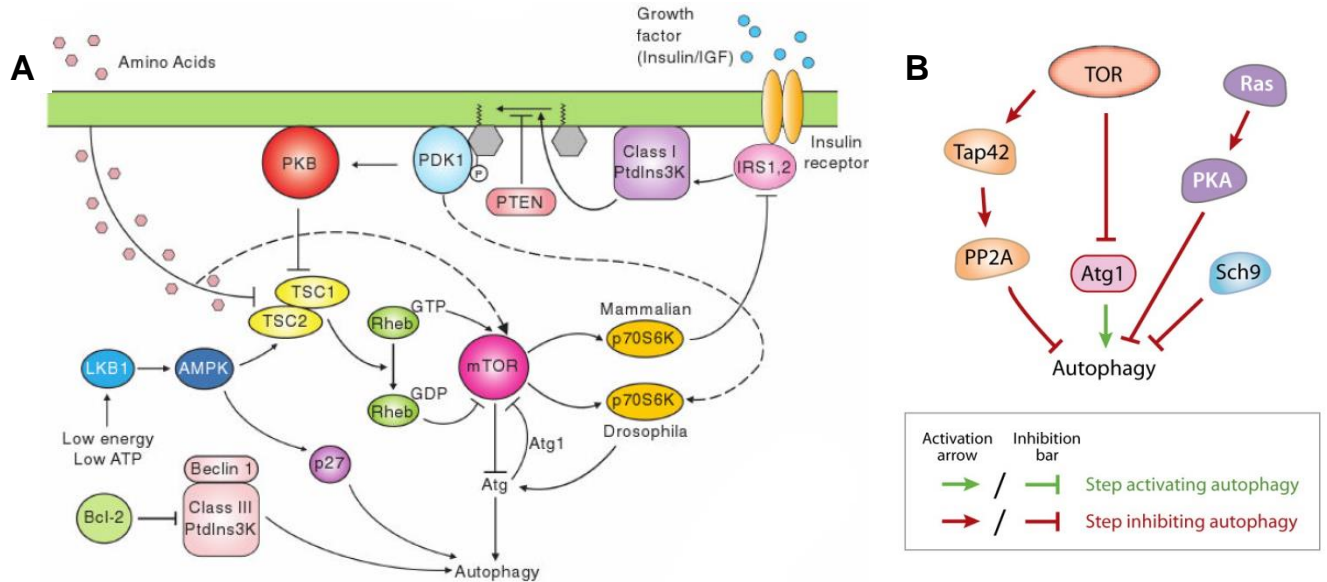 A
Amino Acids
Growth
factor
(Insulin/IGF)
PKB
PDK1
P
PTEN
Class I
PtdIns3K
IRS1,2
Insulin
receptor
TSC1
TSC2
Rheb
GTP
Rheb
GDP
mTOR
Mammalian
p70S6K
p70S6K
Drosophila
LKB1
AMPK
Low energy
Low ATP
p27
Atg1
Atg
Beclin 1
Class III
PtdIns3K
Bcl-2
Autophagy
B
TOR
Ras
Tap42
PKA
PP2A
Atg1
Sch9
Autophagy
Activation
arrow
/
Inhibition
bar
/ Step activating autophagy
/ Step inhibiting autophagy